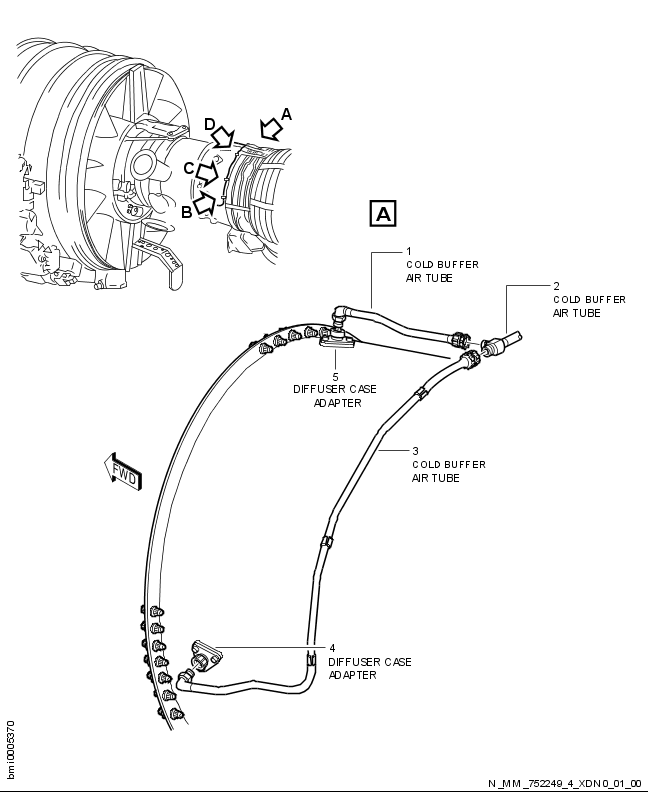 A
D
C
B
A
1
COLD BUFFER
AIR TUBE
2
COLD BUFFER
AIR TUBE
5
DIFFUSER CASE
ADAPTER
3
COLD BUFFER
AIR TUBE
FWD
4
DIFFUSER CASE
ADAPTER
bmi0005370
N_MM_752249_4_XDN0_01_00